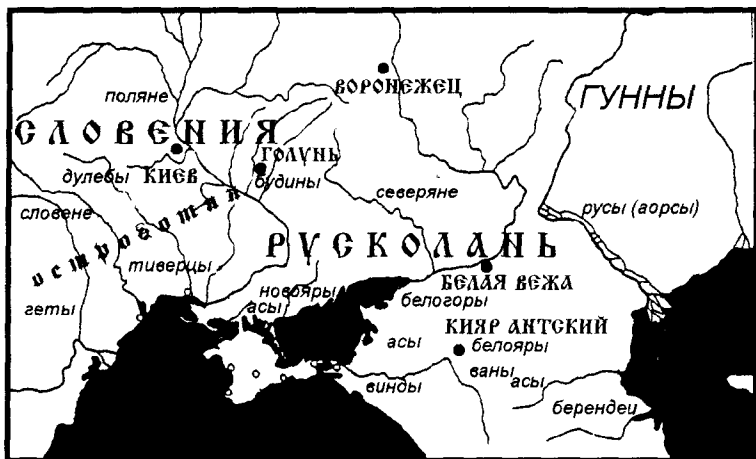 ВОРОНЕЖЕЦ
ГУННЫ
поляне
СЛОВЕНИЯ
КИЕВ
ГОЛУНЬ
дулебы
будины
северяне
словене
остроготы
русы (аорсы)
РУСКОЛАНЬ
тиверцы
БЕЛАЯ ВЕЖА
новояры
белогоры
геты
асы
КИЯР АНТСКИЙ
асы
белояры
ваны
винды
асы
берендеи